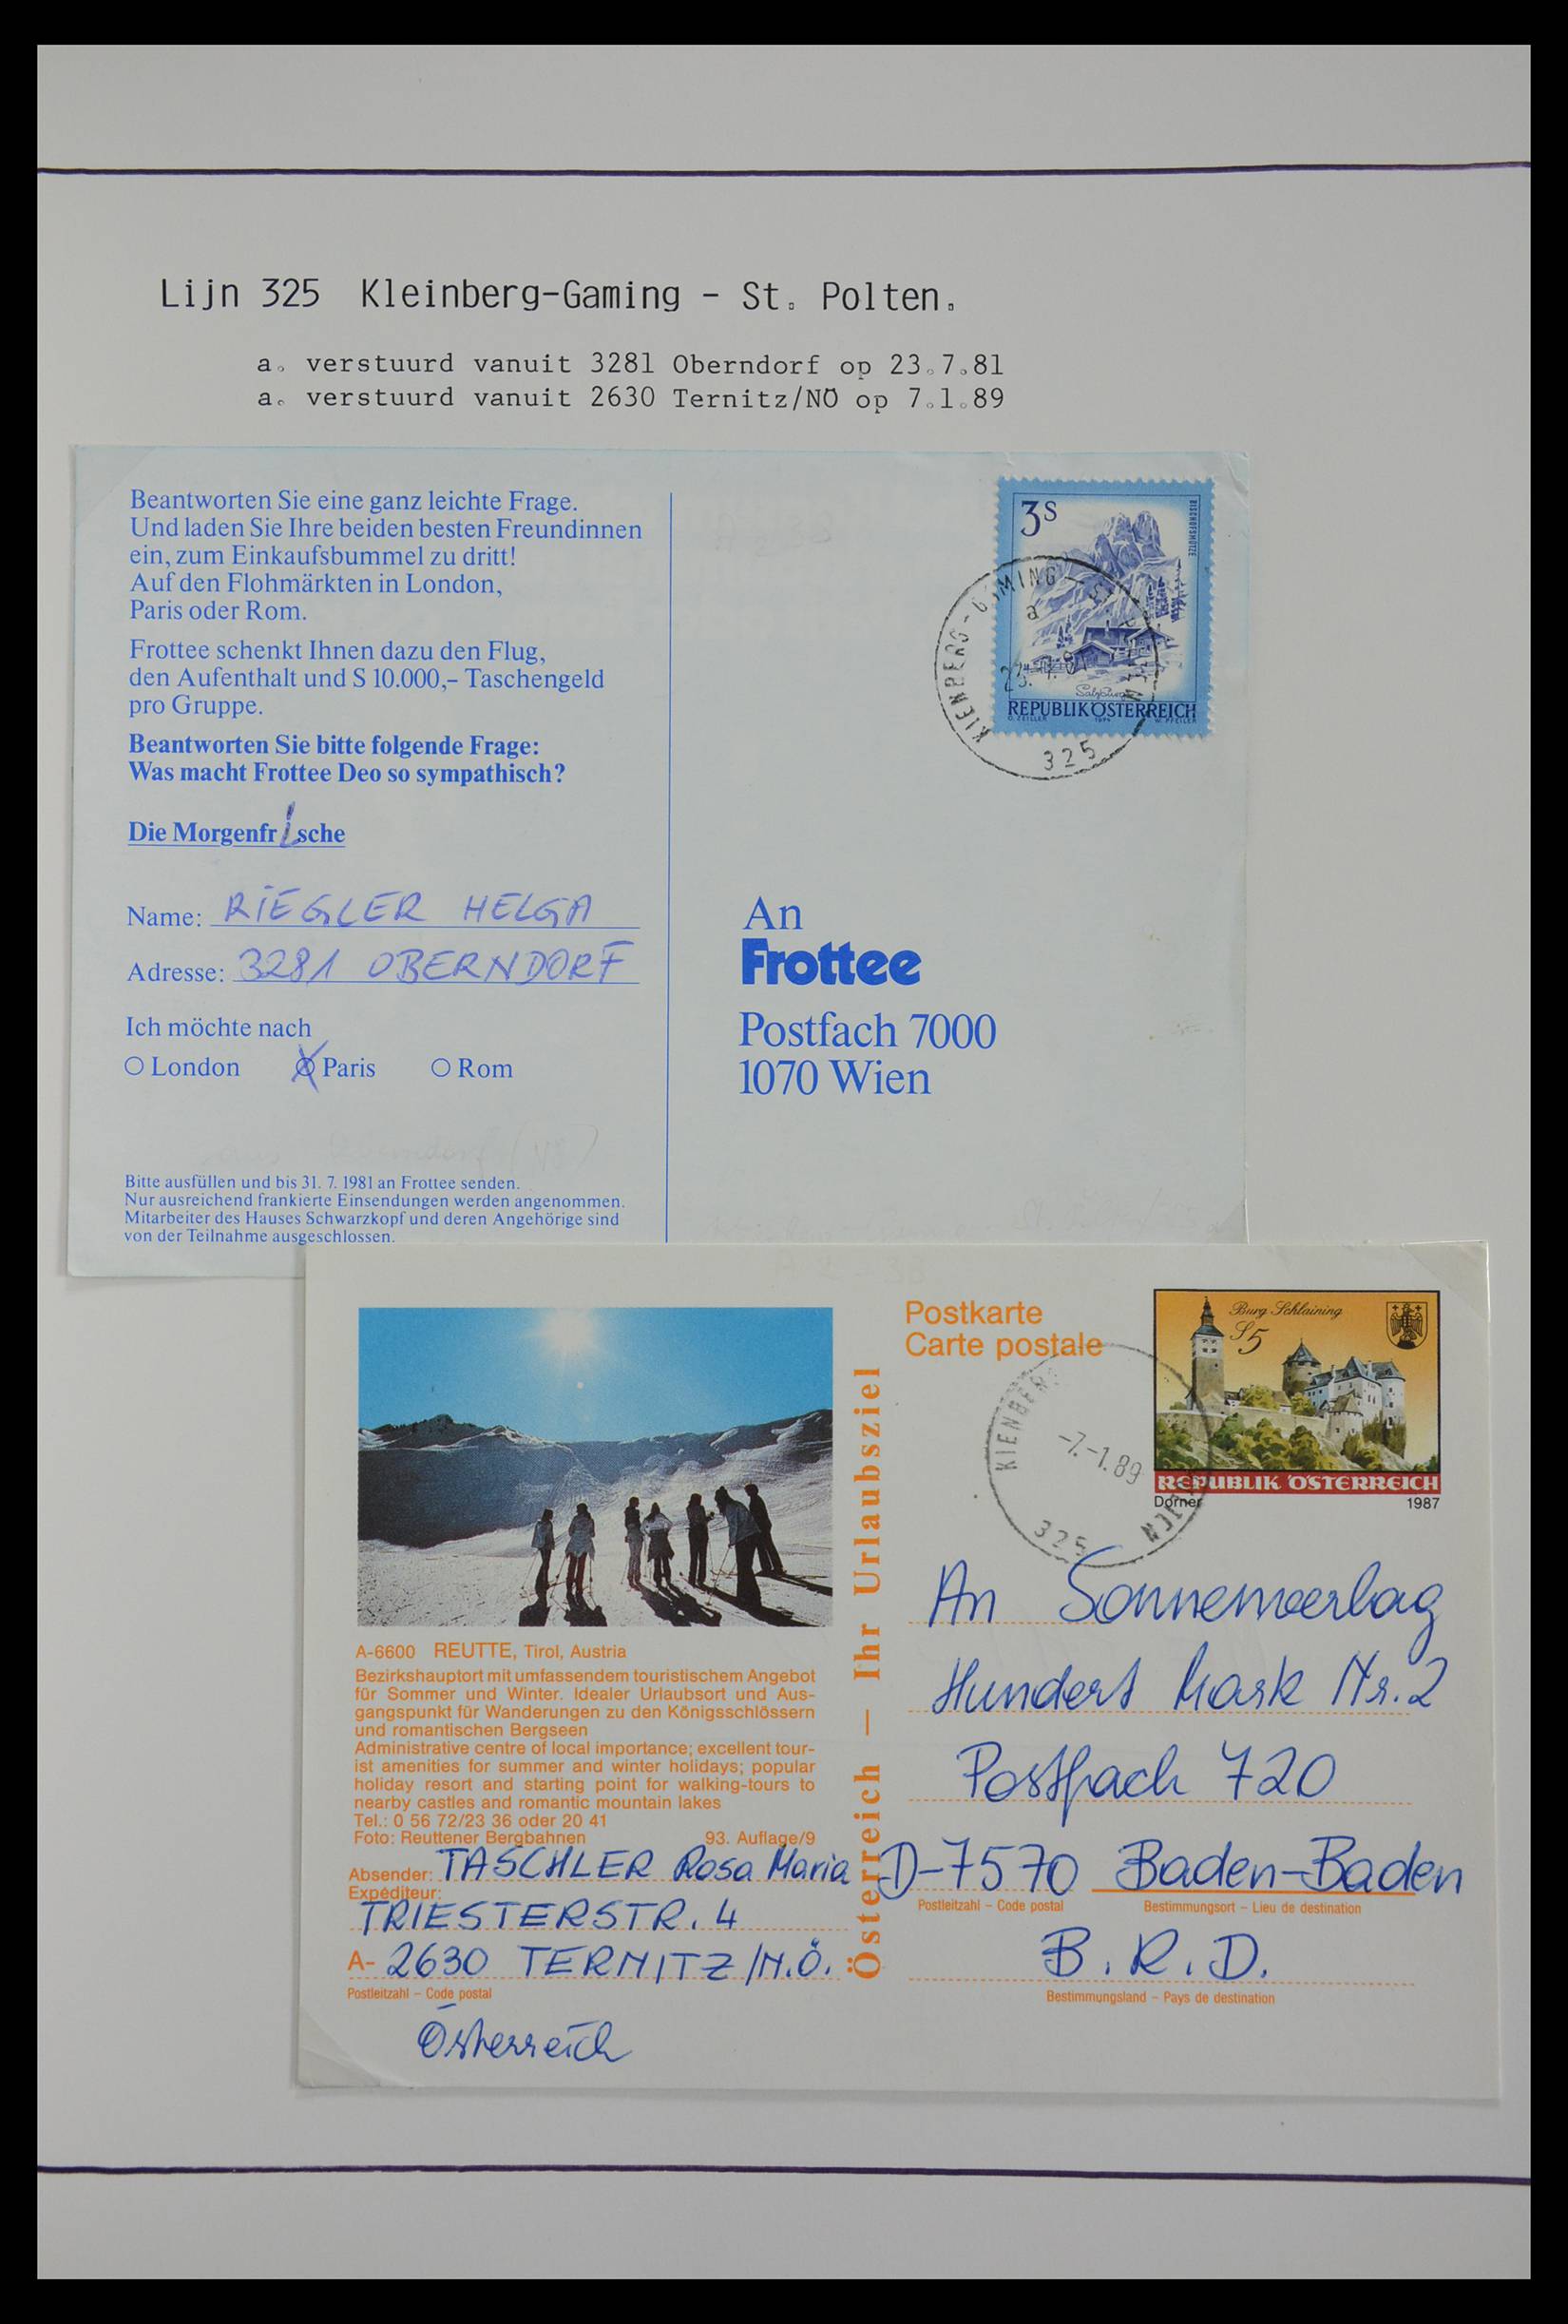 Lijn 325 Kleinberg-Gaming - St. Polten.
a. verstuurd vanuit 3281 Oberndorf op 23.7.81
a. verstuurd vanuit 2630 Ternitz/NÖ op 7.1.89
Beantworten Sie eine ganz leichte Frage.
Und laden Sie Ihre beiden besten Freundinnen
ein, zum Einkaufsbummel zu dritt!
Auf den Flohmärkten in London,
Paris oder Rom.
Frottee schenkt Ihnen dazu den Flug,
den Aufenthalt und S 10.000,– Taschengeld
pro Gruppe.
Beantworten Sie bitte folgende Frage:
Was macht Frottee Deo so sympathisch?
Die Morgenfrische
Name: RIEGLER HELGA
Adresse: 3281 OBERNDORF
Ich möchte nach
London Paris Rom
Bitte ausfüllen und bis 31. 7. 1981 an Frottee senden.
Nur ausreichend frankierte Einsendungen werden angenommen.
Mitarbeiter des Hauses Schwarzkopf und deren Angehörige sind
von der Teilnahme ausgeschlossen.
3S
BISCHOFSMÜTZE
Salzburg
REPUBLIK ÖSTERREICH
O. ZEILLER 1974 W. PFEILER
KIENBERG-GAMING
a
23.-7.81
325
An
Frottee
Postfach 7000
1070 Wien
A-6600 REUTTE, Tirol, Austria
Bezirkshauptort mit umfassendem touristischem Angebot
für Sommer und Winter. Idealer Urlaubsort und Aus-
gangspunkt für Wanderungen zu den Königsschlössern
und romantischen Bergseen
Administrative centre of local importance; excellent tour-
ist amenities for summer and winter holidays; popular
holiday resort and starting point for walking-tours to
nearby castles and romantic mountain lakes
Tel.: 0 56 72/23 36 oder 20 41
Foto: Reuttener Bergbahnen 93. Auflage/9
Absender: TASCHLER Rosa Maria
Expéditeur:
TRIESTERSTR. 4
A- 2630 TERNITZ/N.Ö.
Postleitzahl – Code postal
Österreich
Österreich – Ihr Urlaubsziel
Postkarte
Carte postale
Burg Schlaining
S 5
REPUBLIK ÖSTERREICH
Dorner 1987
KIENBERG
-7.-1.89
325
An Sonnenverlag
Hundert Mark Nr. 2
Postfach 720
D-7570 Baden-Baden
Postleitzahl – Code postal Bestimmungsort – Lieu de destination
B.R.D.
Bestimmungsland – Pays de destination